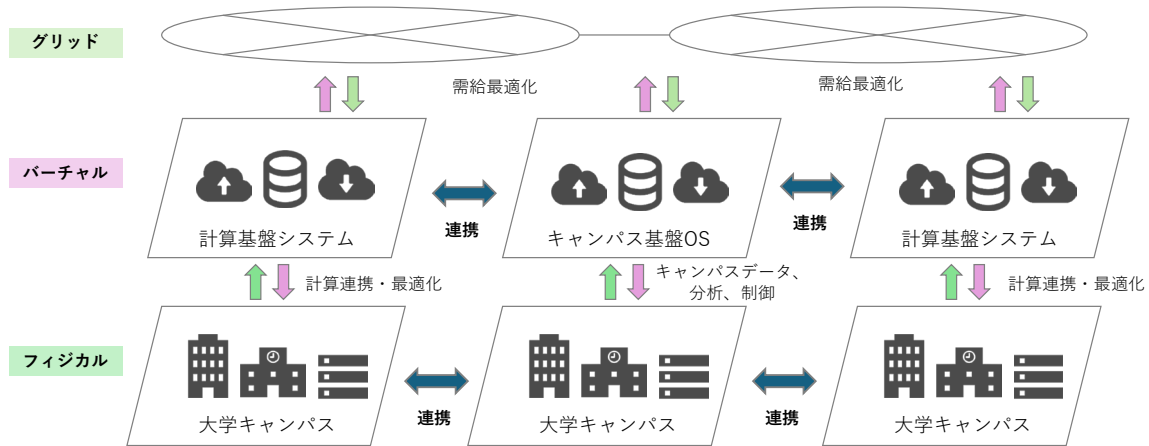 グリッド
需給最適化
需給最適化
バーチャル
計算基盤システム
連携
キャンパス基盤OS
連携
計算基盤システム
計算連携・最適化
キャンパスデータ、
分析、制御
計算連携・最適化
フィジカル
大学キャンパス
連携
大学キャンパス
連携
大学キャンパス